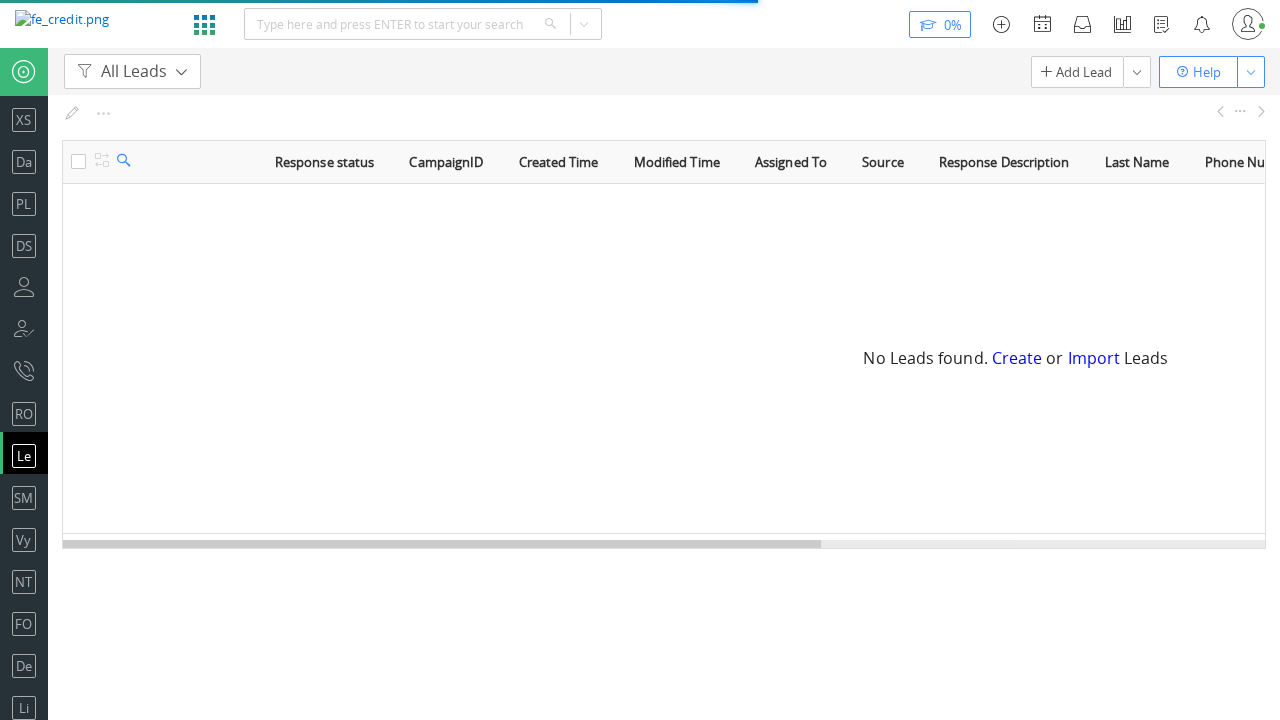 fe_credit.png
Type here and press ENTER to start your search
0%
All Leads
Add Lead
Help
XS
Da
PL
DS
RO
Le
SM
Vy
NT
FO
De
Li
Response status CampaignID Created Time Modified Time Assigned To Source Response Description Last Name Phone Nu
No Leads found. Create or Import Leads